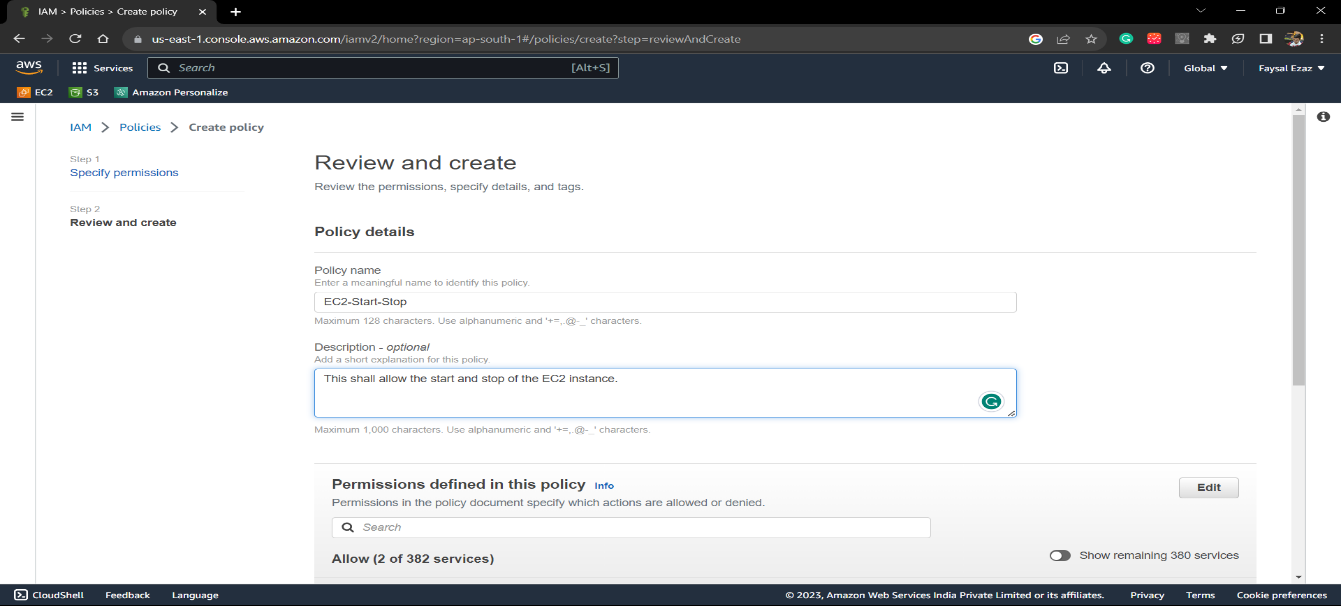 IAM > Policies > Create policy
us-east-1.console.aws.amazon.com/iamv2/home?region=ap-south-1#/policies/create?step=reviewAndCreate
aws Services Search [Alt+S] Global Faysal Ezaz
EC2 S3 Amazon Personalize
IAM > Policies > Create policy
Step 1
Specify permissions
Step 2
Review and create
Review and create
Review the permissions, specify details, and tags.
Policy details
Policy name
Enter a meaningful name to identify this policy.
EC2-Start-Stop
Maximum 128 characters. Use alphanumeric and '+=,.@-_' characters.
Description - optional
Add a short explanation for this policy.
This shall allow the start and stop of the EC2 instance.
Maximum 1,000 characters. Use alphanumeric and '+=,.@-_' characters.
Permissions defined in this policy Info
Edit
Permissions in the policy document specify which actions are allowed or denied.
Search
Allow (2 of 382 services)
Show remaining 380 services
CloudShell Feedback Language © 2023, Amazon Web Services India Private Limited or its affiliates. Privacy Terms Cookie preferences